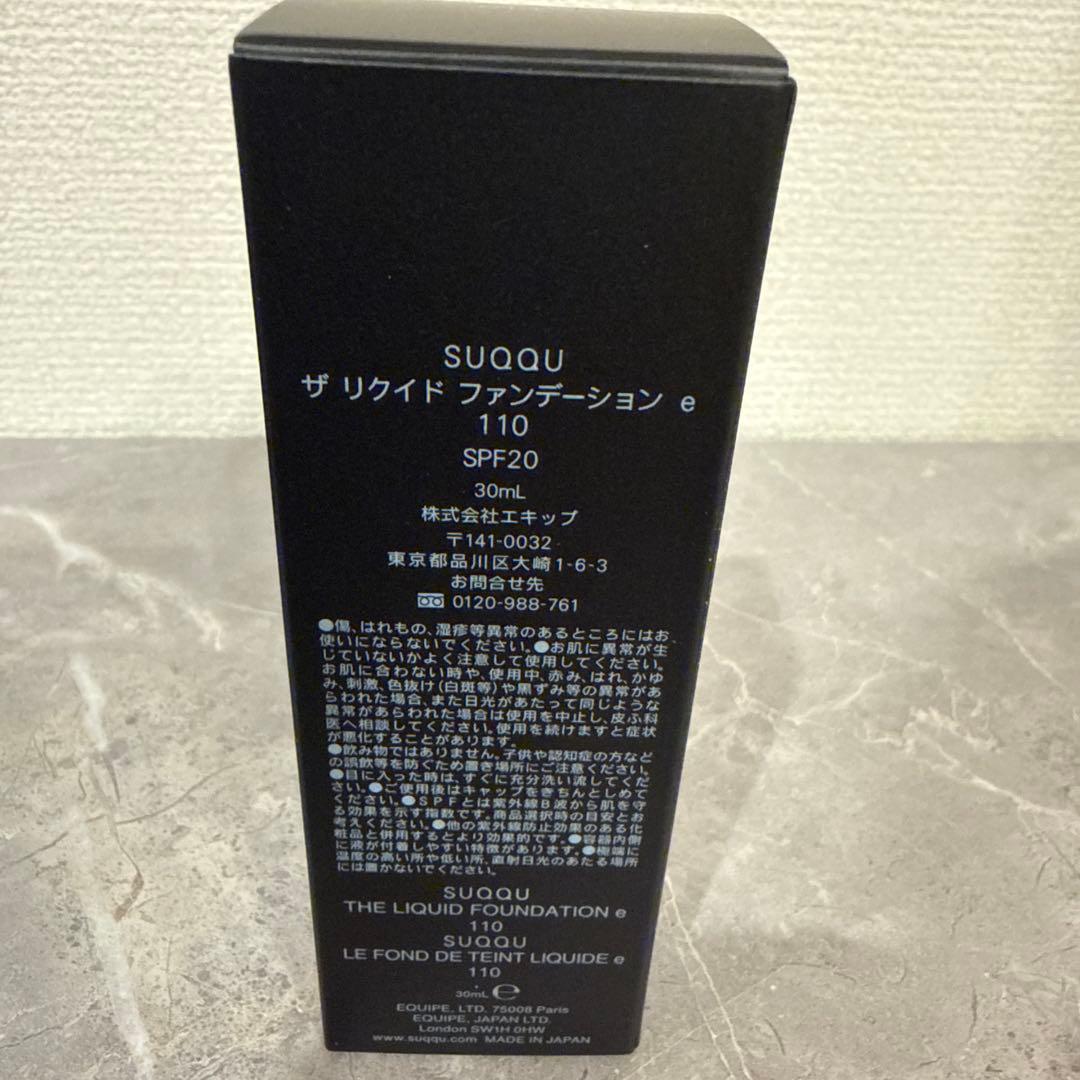 SUQQU
ザ リクイド ファンデーション e
110
SPF20
30mL
株式会社エキップ
〒141-0032
東京都品川区大崎1-6-3
お問合せ先
0120-988-761
●傷、はれもの、湿疹等異常のあるところにはお
使いにならないでください。●お肌に異常が生
じていないかよく注意して使用してください。
お肌に合わない時や、使用中、赤み、はれ、かゆ
み、刺激、色抜け(白斑等)や黒ずみ等の異常があ
らわれた場合、また日光があたって同じような
異常があらわれた場合は使用を中止し、皮ふ科
医へ相談してください。使用を続けますと症状
が悪化することがあります。
●飲み物ではありません。子供や認知症の方など
の誤飲等を防ぐため置き場所にご注意ください。
●目に入った時は、すぐに充分洗い流してくだ
さい。●ご使用後はキャップをきちんとしめて
ください。●SPFとは紫外線B波から肌を守
る効果を示す指数です。商品選択時の目安とお
考えください。●他の紫外線防止効果のある化
粧品と併用するとより効果的です。●容器内側
に液が付着しやすい特徴があります。●極端に
温度の高い所や低い所、直射日光のあたる場所
には置かないでください。
SUQQU
THE LIQUID FOUNDATION e
110
SUQQU
LE FOND DE TEINT LIQUIDE e
110
30mL ℮
EQUIPE, LTD. 75008 Paris
EQUIPE, JAPAN LTD.
London SW1H 0HW
www.suqqu.com MADE IN JAPAN